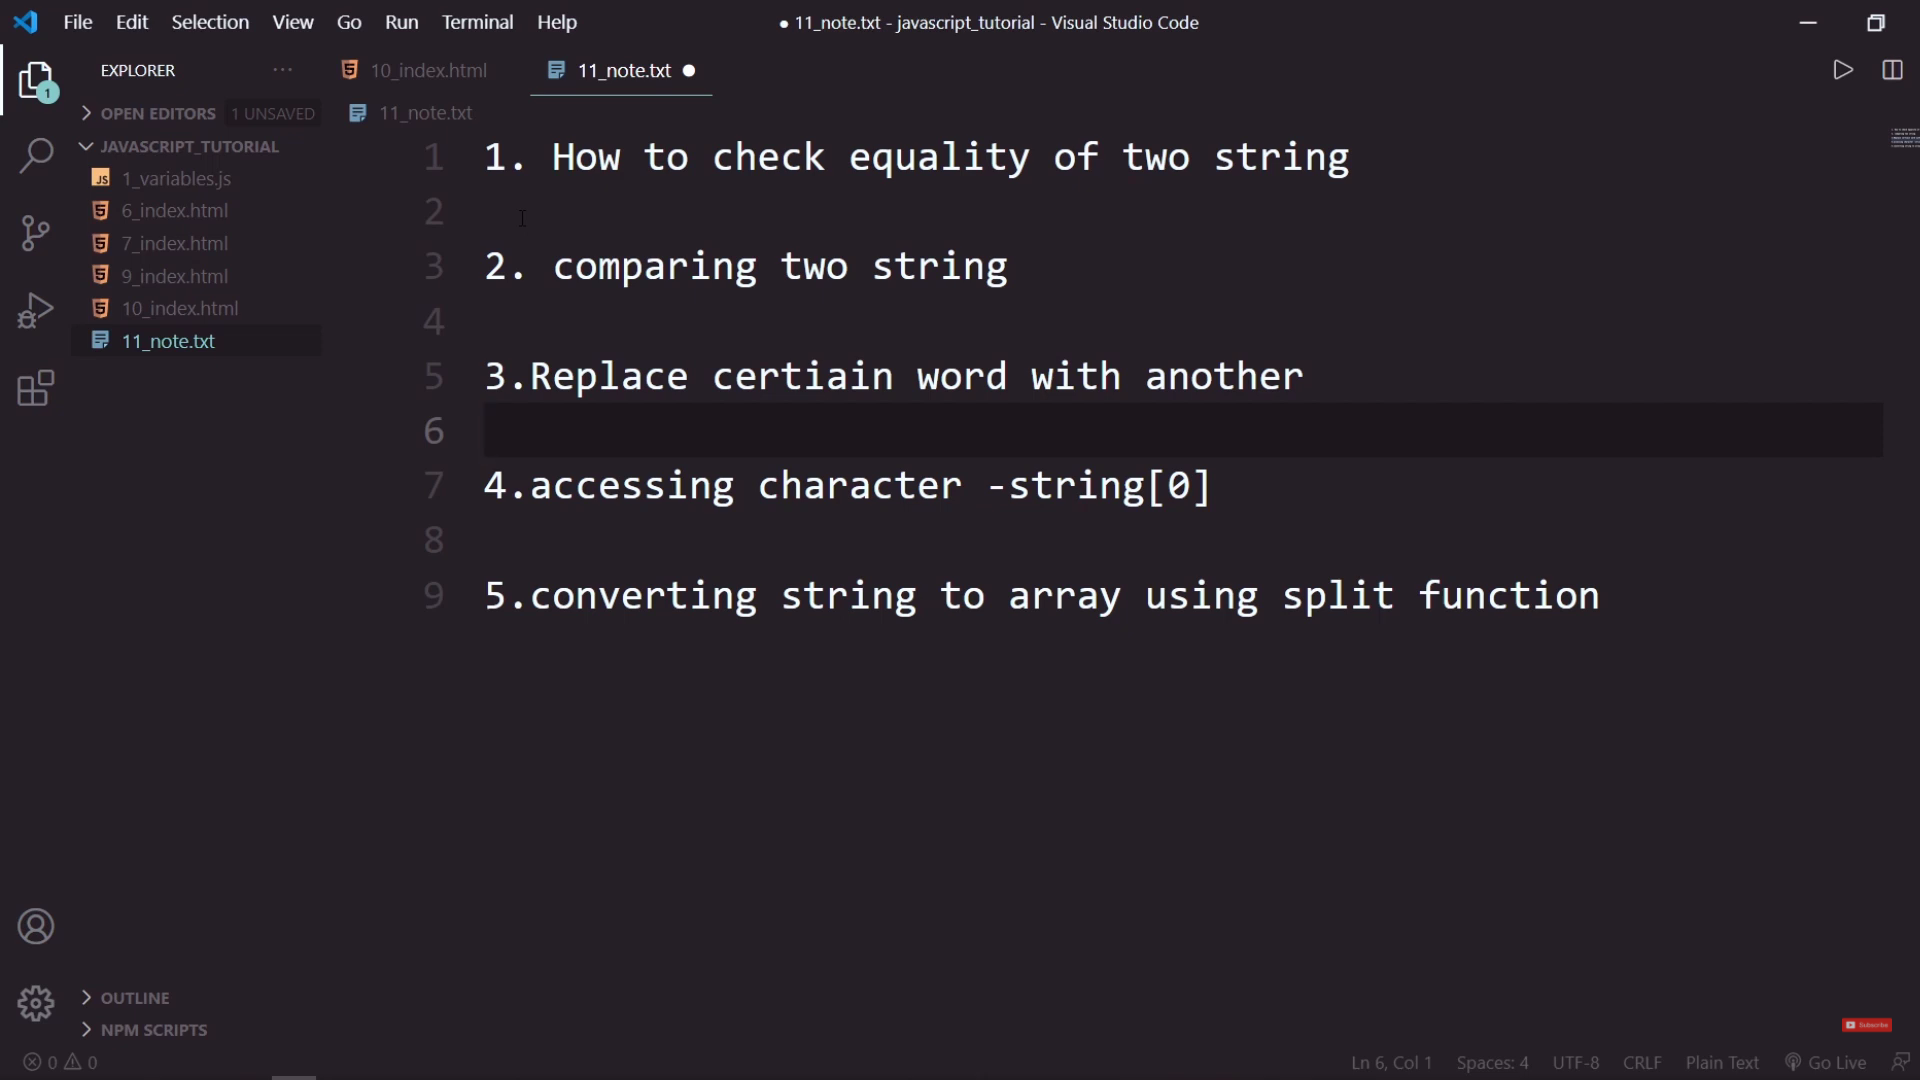 File Edit Selection View Go Run Terminal Help ● 11_note.txt - javascript_tutorial - Visual Studio Code
EXPLORER ... 10_index.html 11_note.txt ●
1
OPEN EDITORS 1 UNSAVED 11_note.txt
JAVASCRIPT_TUTORIAL
JS 1_variables.js
6_index.html
7_index.html
9_index.html
10_index.html
11_note.txt
1 1. How to check equality of two string
2
3 2. comparing two string
4
5 3.Replace certiain word with another
6
7 4.accessing character -string[0]
8
9 5.converting string to array using split function
OUTLINE
NPM SCRIPTS
Subscribe
0 0 Ln 6, Col 1 Spaces: 4 UTF-8 CRLF Plain Text Go Live